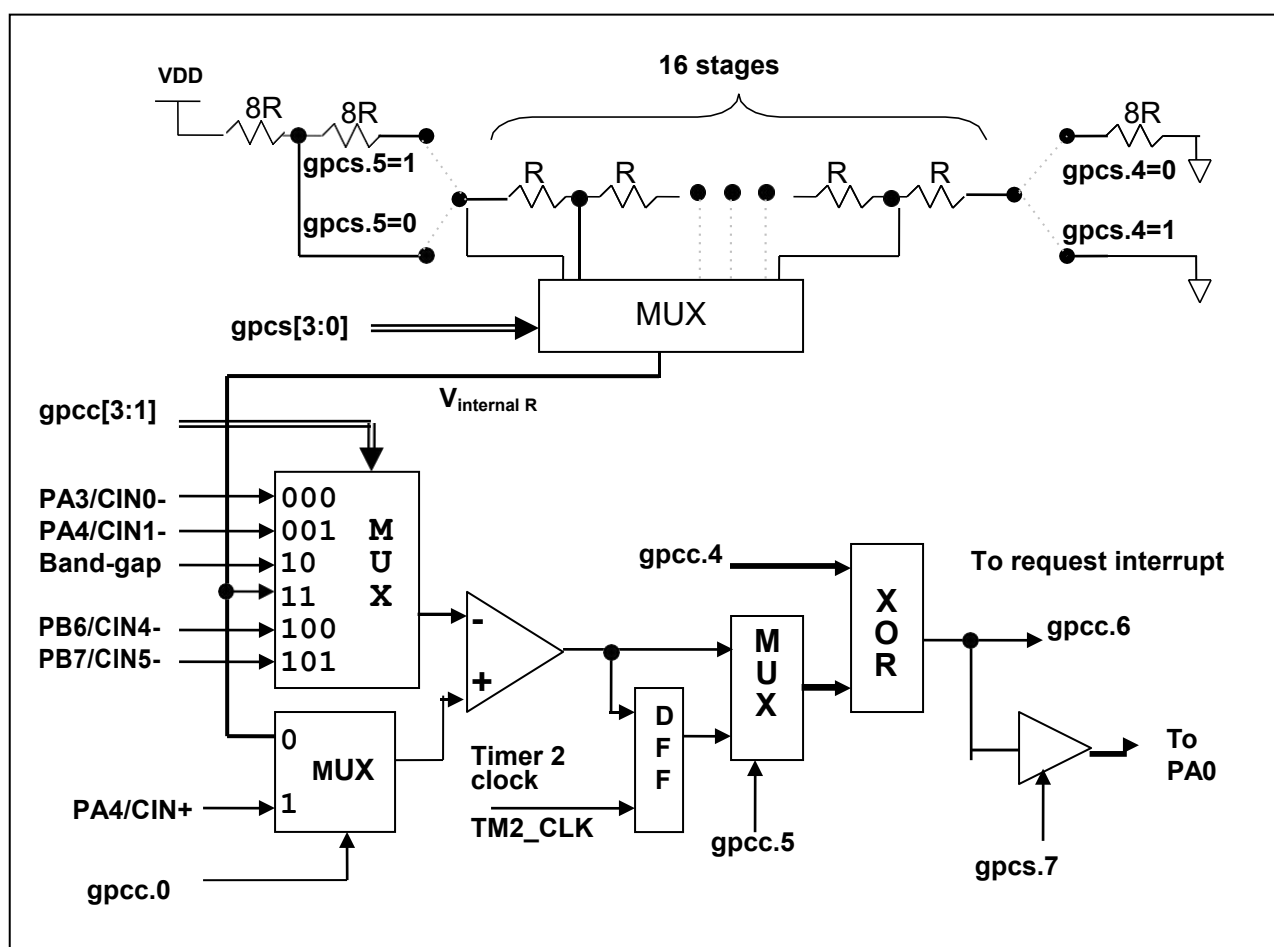 16 stages
VDD
8R
8R
8R
gpcs.5=1
gpcs.4=0
R
R
R
R
gpcs.5=0
gpcs.4=1
gpcs[3:0]
MUX
V internal R
gpcc[3:1]
PA3/CIN0-
000
PA4/CIN1-
001
Band-gap
10
11
PB6/CIN4-
100
PB7/CIN5-
101
M
U
X
-
+
gpcc.4
X
O
R
To request interrupt
gpcc.6
M
U
X
D
F
F
0
MUX
1
PA4/CIN+
gpcc.0
Timer 2
clock
TM2_CLK
gpcc.5
To
PA0
gpcs.7